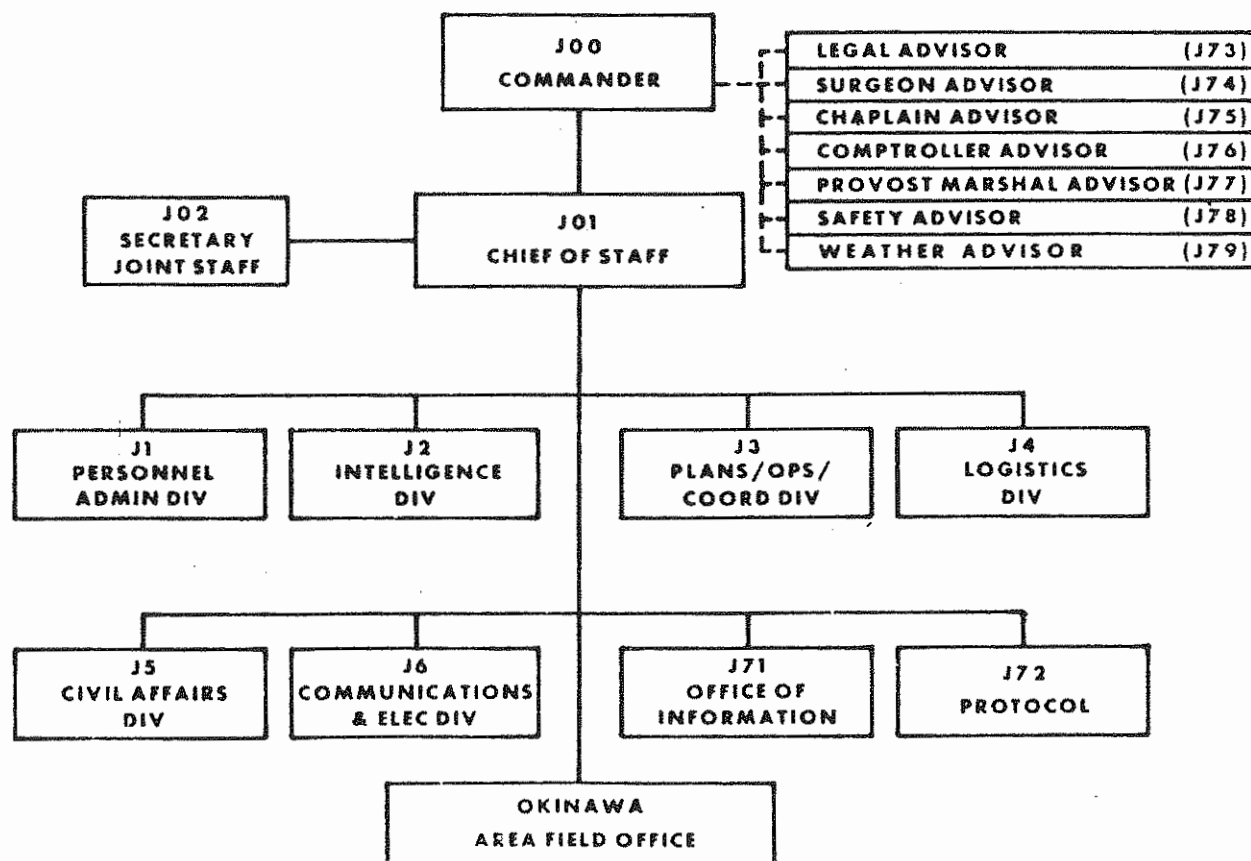 J00
COMMANDER
LEGAL ADVISOR (J73)
SURGEON ADVISOR (J74)
CHAPLAIN ADVISOR (J75)
COMPTROLLER ADVISOR (J76)
PROVOST MARSHAL ADVISOR (J77)
SAFETY ADVISOR (J78)
WEATHER ADVISOR (J79)
J02
SECRETARY
JOINT STAFF
J01
CHIEF OF STAFF
J1
PERSONNEL
ADMIN DIV
J2
INTELLIGENCE
DIV
J3
PLANS/OPS/
COORD DIV
J4
LOGISTICS
DIV
J5
CIVIL AFFAIRS
DIV
J6
COMMUNICATIONS
& ELEC DIV
J71
OFFICE OF
INFORMATION
J72
PROTOCOL
OKINAWA
AREA FIELD OFFICE